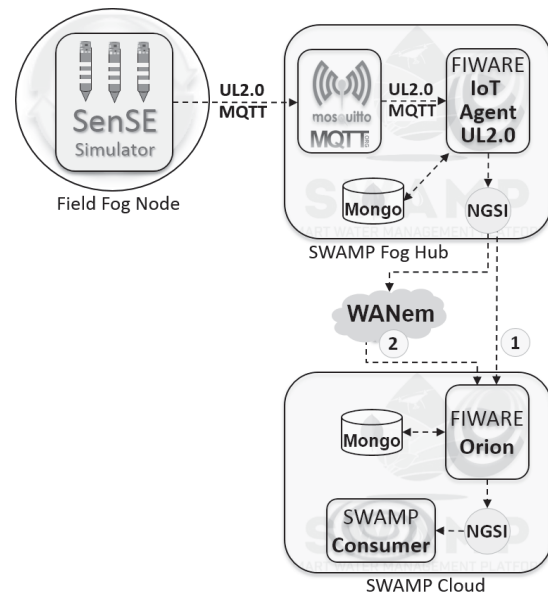 SenSE
Simulator
Field Fog Node
UL2.0
MQTT
mosquitto
MQTT
.ORG
UL2.0
MQTT
FIWARE
IoT
Agent
UL2.0
Mongo
NGSI
SWAMP Fog Hub
WANem
2
1
Mongo
FIWARE
Orion
SWAMP
Consumer
NGSI
SWAMP Cloud